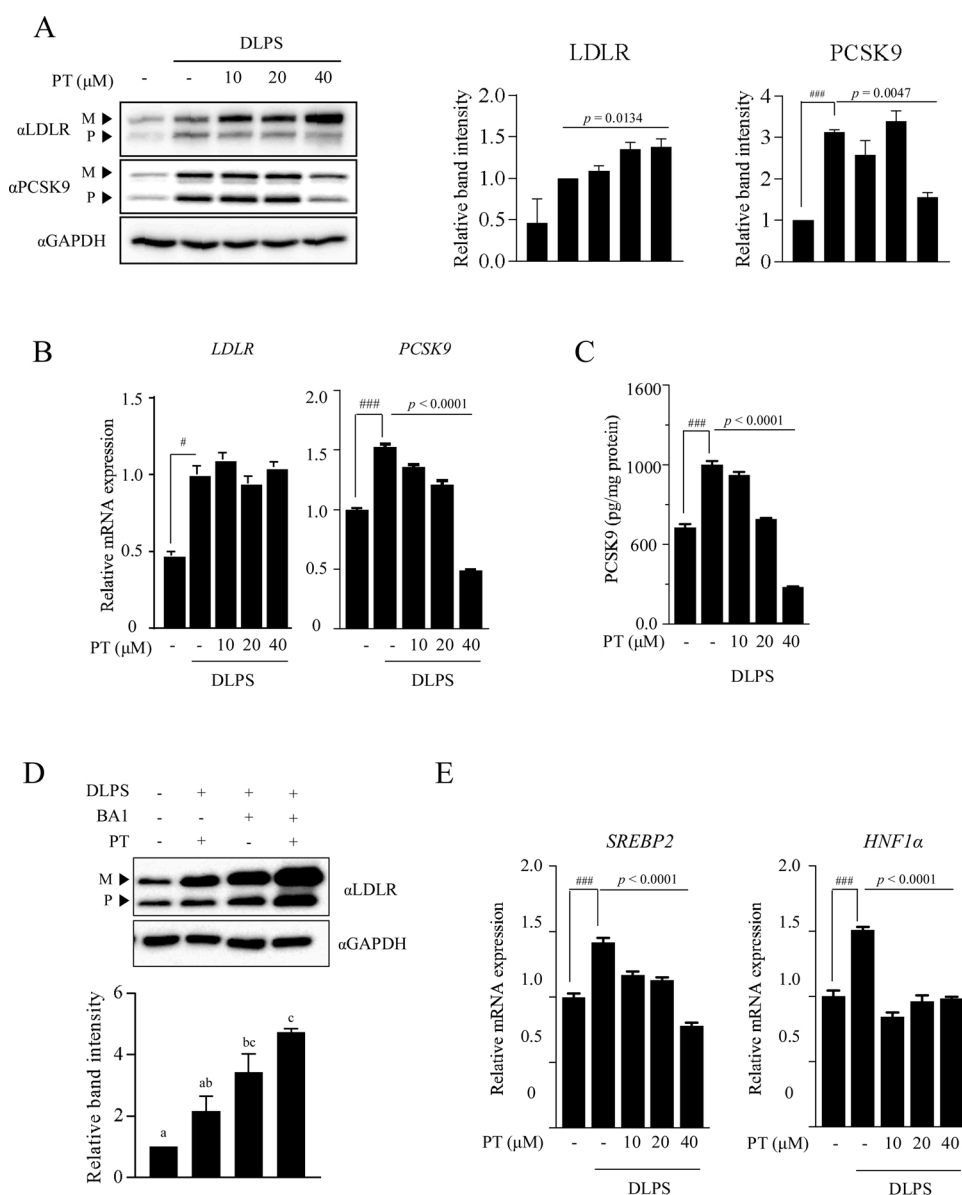 A
DLPS
PT (μM) - - 10 20 40
αLDLR M P
αPCSK9 M P
αGAPDH
LDLR
Relative band intensity
2.0
1.5
1.0
0.5
0.0
p = 0.0134
PCSK9
Relative band intensity
4
3
2
1
0
###
p = 0.0047
B
LDLR
Relative mRNA expression
1.5
1.0
0.5
0
#
PT (μM) - - 10 20 40
DLPS
PCSK9
2.0
1.5
1.0
0.5
0
###
p < 0.0001
- - 10 20 40
DLPS
C
PCSK9 (pg/mg protein)
1600
1000
600
0.0
###
p < 0.0001
PT (μM) - - 10 20 40
DLPS
D
DLPS - + + +
BA1 - - + +
PT - + - +
M
P
αLDLR
αGAPDH
Relative band intensity
6
4
2
0
a
ab
bc
c
E
SREBP2
Relative mRNA expression
2.0
1.5
1.0
0.5
0
###
p < 0.0001
PT (μM) - - 10 20 40
DLPS
HNF1α
Relative mRNA expression
2.0
1.5
1.0
0.5
0
###
p < 0.0001
PT (μM) - - 10 20 40
DLPS